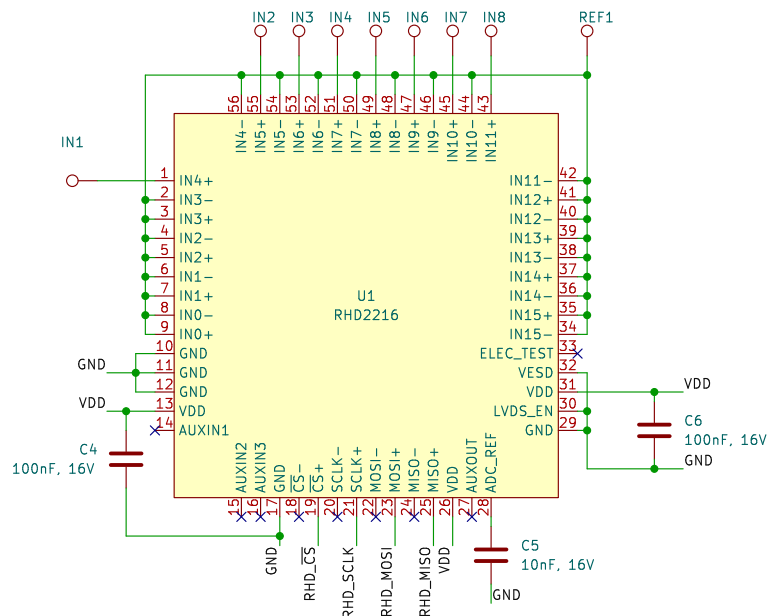 IN2 IN3 IN4 IN5 IN6 IN7 IN8 REF1
56 55 54 53 52 51 50 49 48 47 46 45 44 43
IN4- IN5+ IN5- IN6+ IN6- IN7+ IN7- IN8+ IN8- IN9+ IN9- IN10+ IN10- IN11+
IN1
1 IN4+ IN11- 42
2 IN3- IN12+ 41
3 IN3+ IN12- 40
4 IN2- IN13+ 39
5 IN2+ IN13- 38
6 IN1- IN14+ 37
7 IN1+ U1 IN14- 36
8 IN0- RHD2216 IN15+ 35
9 IN0+ IN15- 34
10 GND ELEC_TEST 33
GND 11 GND VESD 32
12 GND VDD 31 VDD
VDD 13 VDD LVDS_EN 30
14 AUXIN1 GND 29
C6
100nF, 16V
GND
C4
100nF, 16V
AUXIN2 AUXIN3 GND CS- CS+ SCLK- SCLK+ MOSI- MOSI+ MISO- MISO+ VDD AUXOUT ADC_REF
15 16 17 18 19 20 21 22 23 24 25 26 27 28
GND RHD_CS RHD_SCLK RHD_MOSI RHD_MISO VDD
C5
10nF, 16V
GND